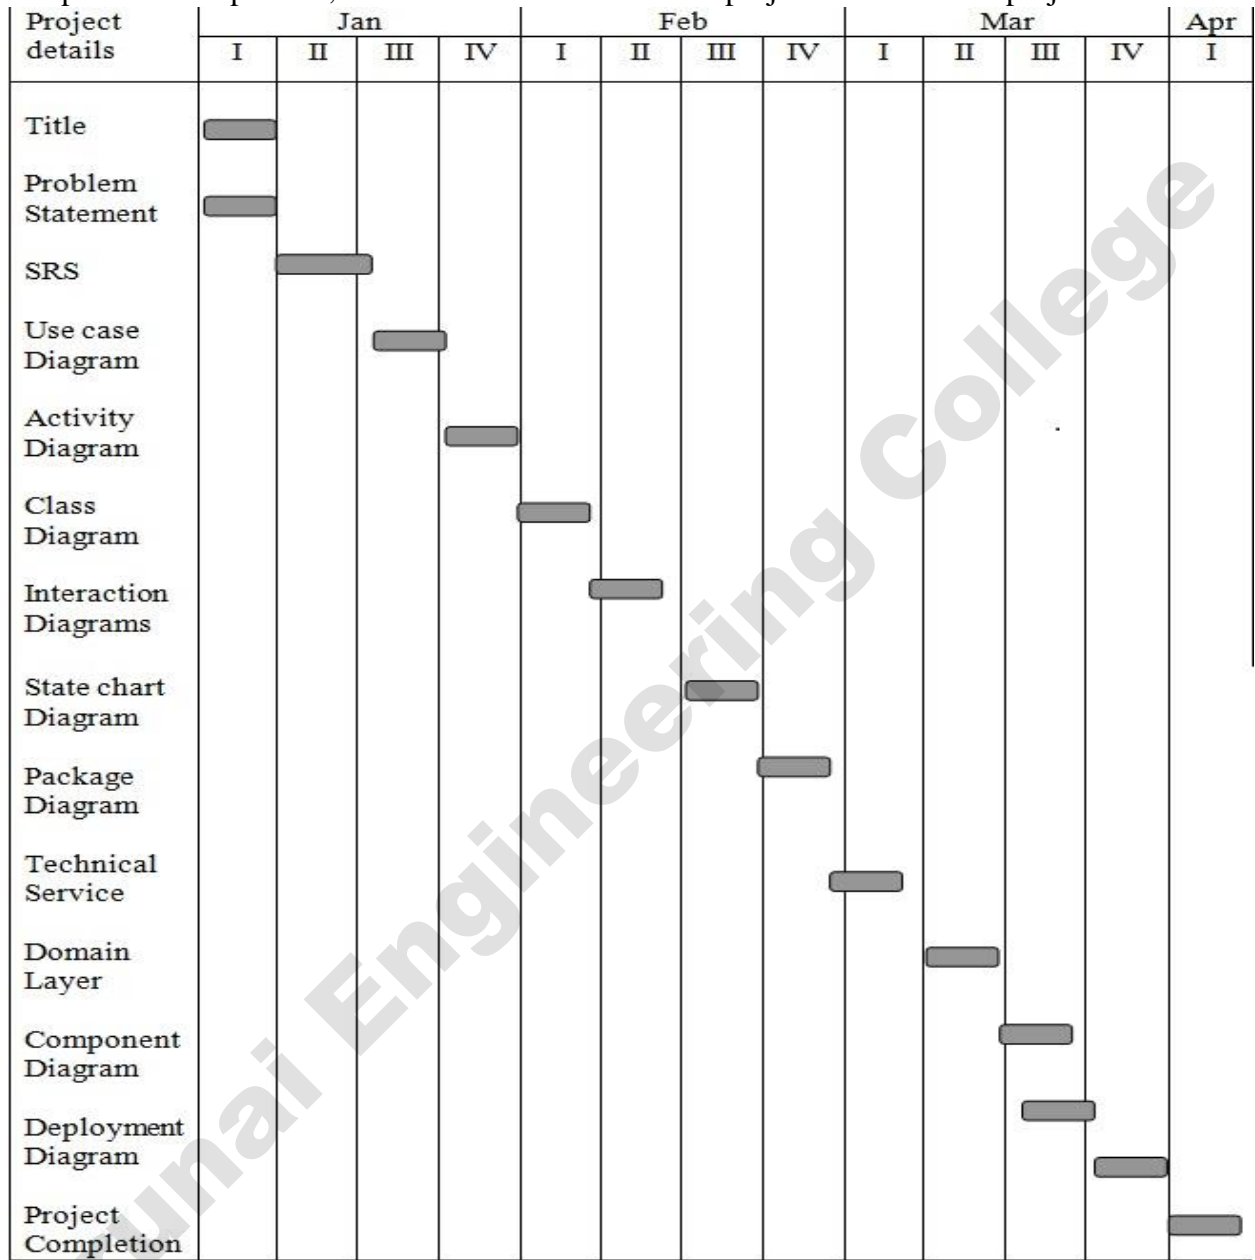 Project Jan Feb Mar Apr
details I II III IV I II III IV I II III IV I
Title
Problem
Statement
SRS
Use case
Diagram
Activity
Diagram
Class
Diagram
Interaction
Diagrams
State chart
Diagram
Package
Diagram
Technical
Service
Domain
Layer
Component
Diagram
Deployment
Diagram
Project
Completion
Engineering College